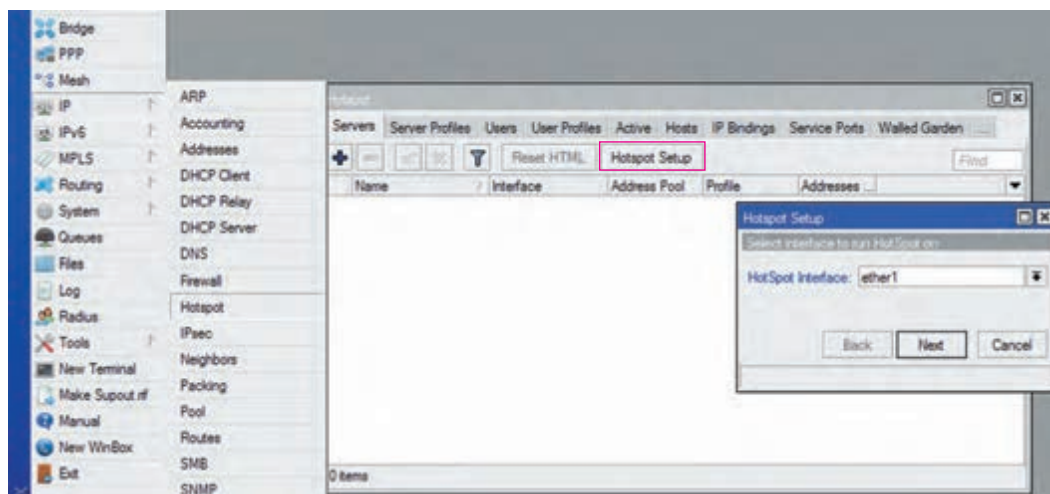 Bridge
PPP
Mesh
IP
IPv6
MPLS
Routing
System
Queues
Files
Log
Radius
Tools
New Terminal
Make Supout.rif
Manual
New WinBox
Exit
ARP
Accounting
Addresses
DHCP Client
DHCP Relay
DHCP Server
DNS
Firewall
Hotspot
IPsec
Neighbors
Packing
Pool
Routes
SMB
SNMP
Hotspot
Servers Server Profiles Users User Profiles Active Hosts IP Bindings Service Ports Walled Garden ...
Reset HTML Hotspot Setup Find
Name Interface Address Pool Profile Addresses ...
0 items
Hotspot Setup
Select interface to run HotSpot on
HotSpot Interface: ether1
Back Next Cancel